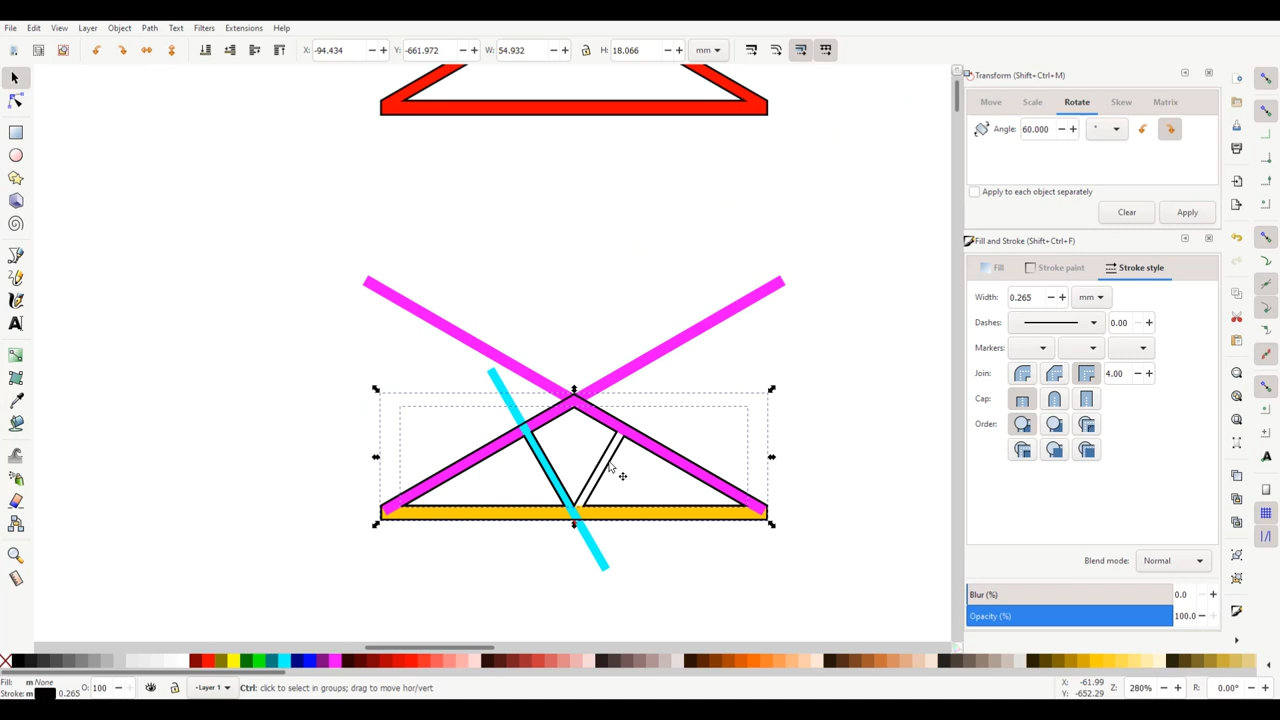 File Edit View Layer Object Path Text Filters Extensions Help
X: -94.434 Y: -661.972 W: 54.932 H: 18.066 mm
Transform (Shift+Ctrl+M)
Move Scale Rotate Skew Matrix
Angle: 60.000 °
Apply to each object separately
Clear Apply
Fill and Stroke (Shift+Ctrl+F)
Fill Stroke paint Stroke style
Width: 0.265 mm
Dashes: 0.00
Markers:
Join: 4.00
Cap:
Order:
Blend mode: Normal
Blur (%) 0.0
Opacity (%) 100.0
Fill: m None
Stroke: m 0.265 O: 100 -Layer 1 Ctrl: click to select in groups; drag to move hor/vert X: -61.99 Y: -652.29 280% R: 0.00°